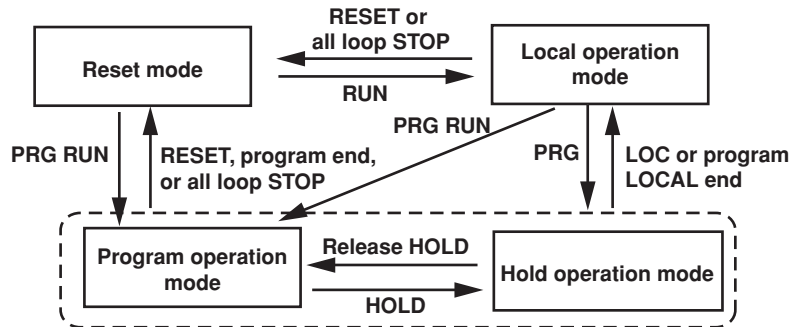 RESET or
all loop STOP
Reset mode
Local operation
mode
RUN
PRG RUN
RESET, program end,
or all loop STOP
PRG RUN
PRG
LOC or program
LOCAL end
Program operation
mode
Release HOLD
HOLD
Hold operation mode